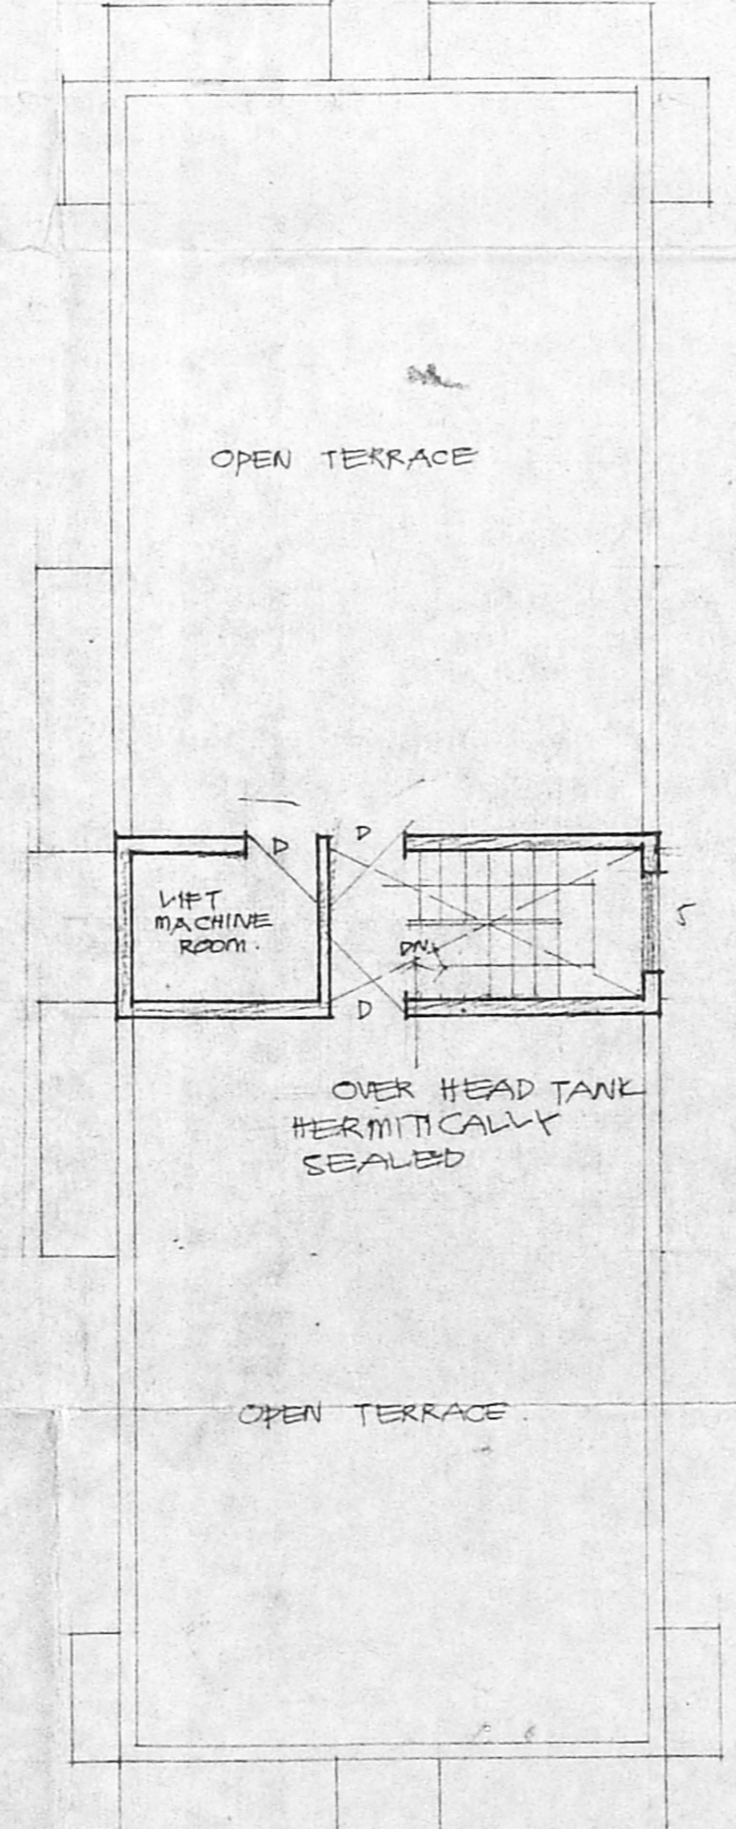 OPEN TERRACE
D
D
LIFT
MACHINE
ROOM.
5
DN.
D
OVER HEAD TANK
HERMITICALLY
SEALED
OPEN TERRACE.